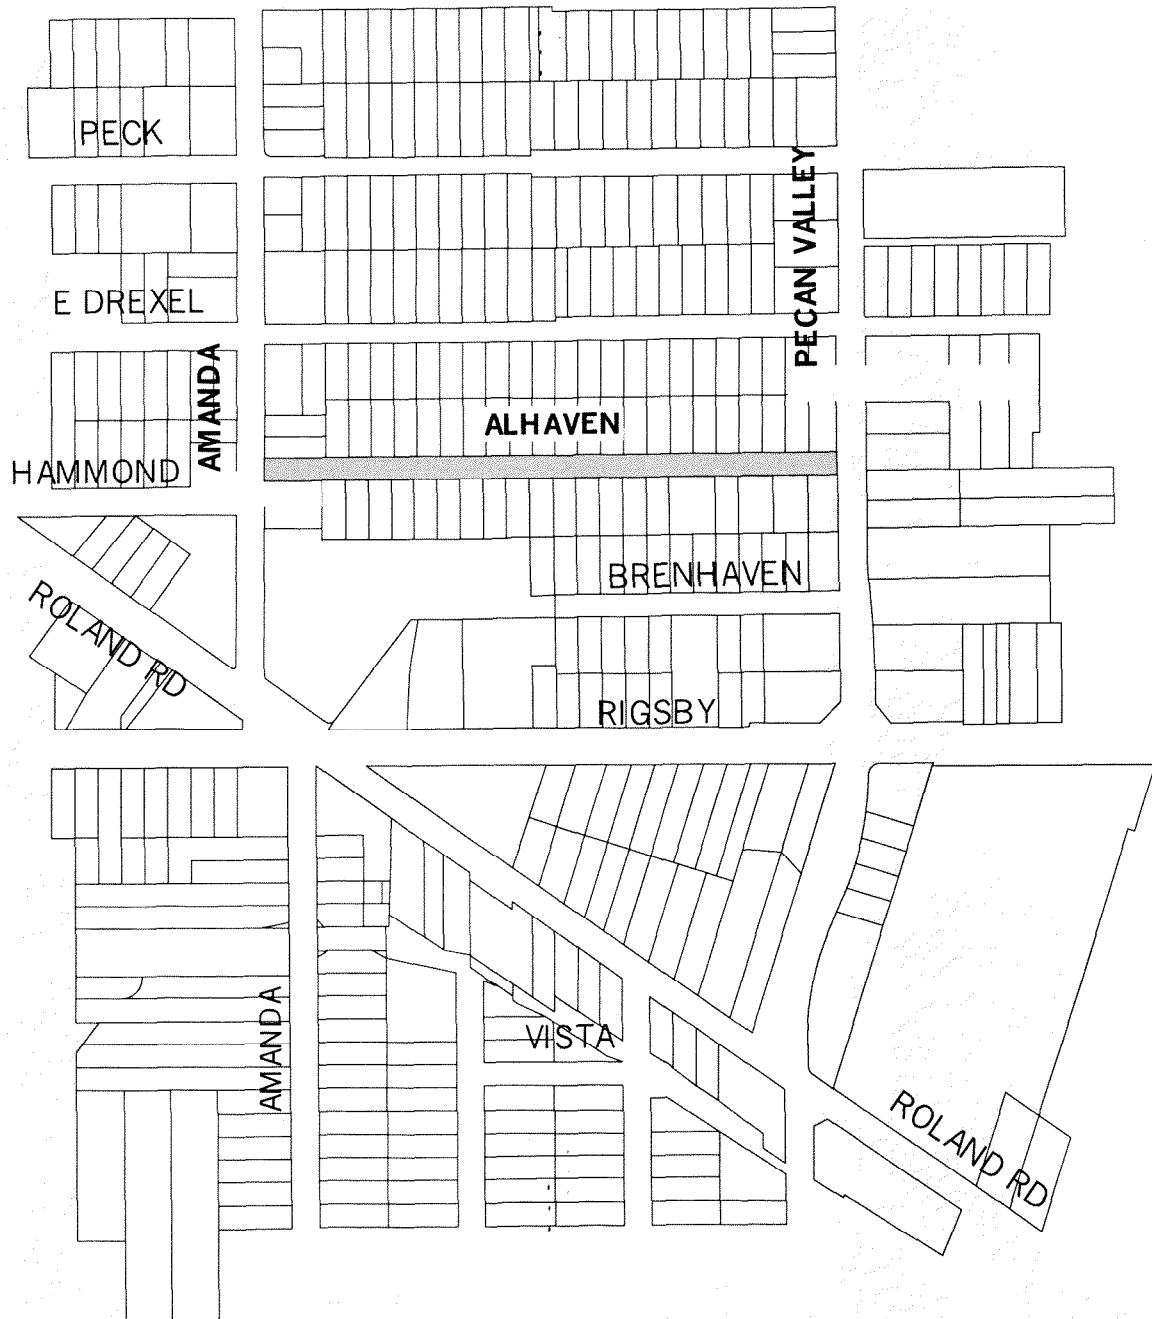 PECK
PECAN VALLEY
E DREXEL
AMANDA
ALHAVEN
HAMMOND
BRENHAVEN
ROLAND RD
RIGSBY
AMANDA
VISTA
ROLAND RD